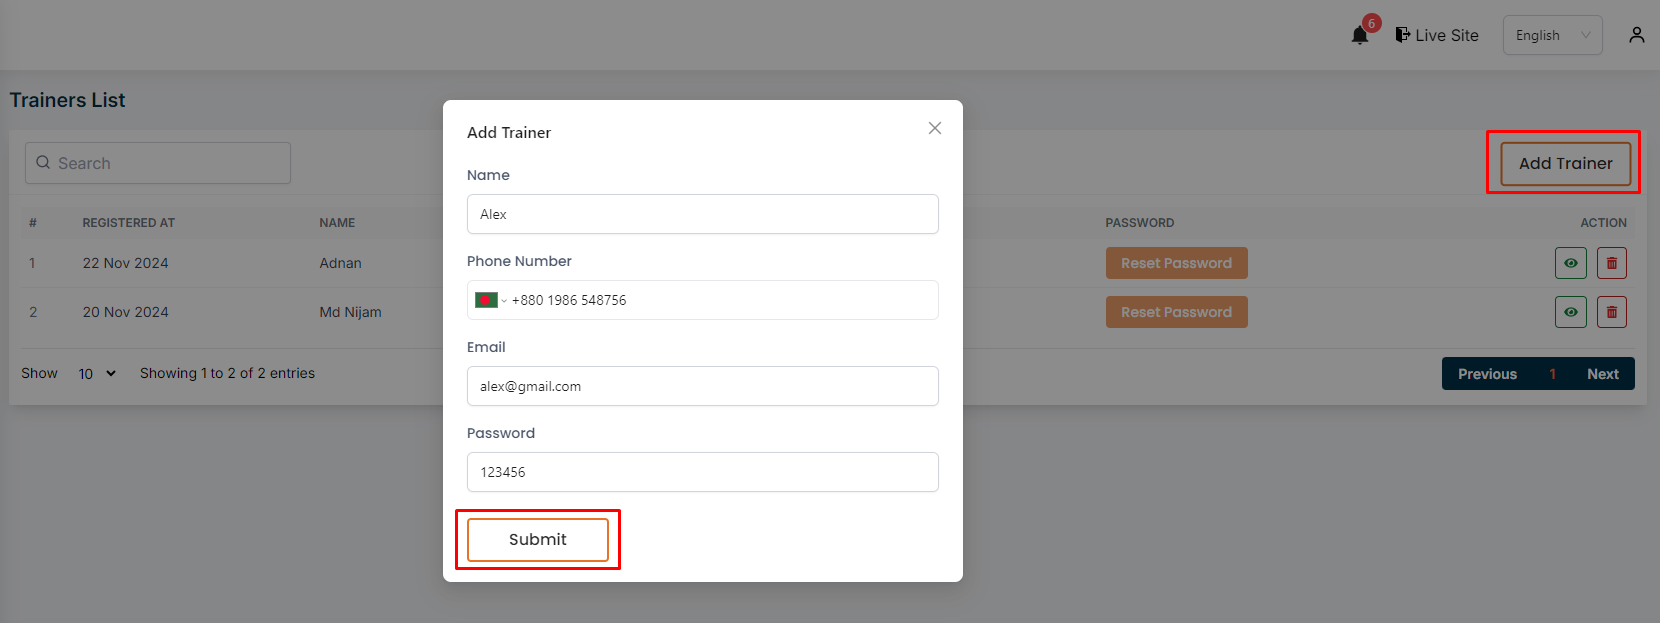 6
Live Site
English
Trainers List
Search
Add Trainer
# REGISTERED AT NAME PASSWORD ACTION
1 22 Nov 2024 Adnan Reset Password
2 20 Nov 2024 Md Nijam Reset Password
Show 10 Showing 1 to 2 of 2 entries
Previous 1 Next
Add Trainer
Name
Alex
Phone Number
+880 1986 548756
Email
alex@gmail.com
Password
123456
Submit